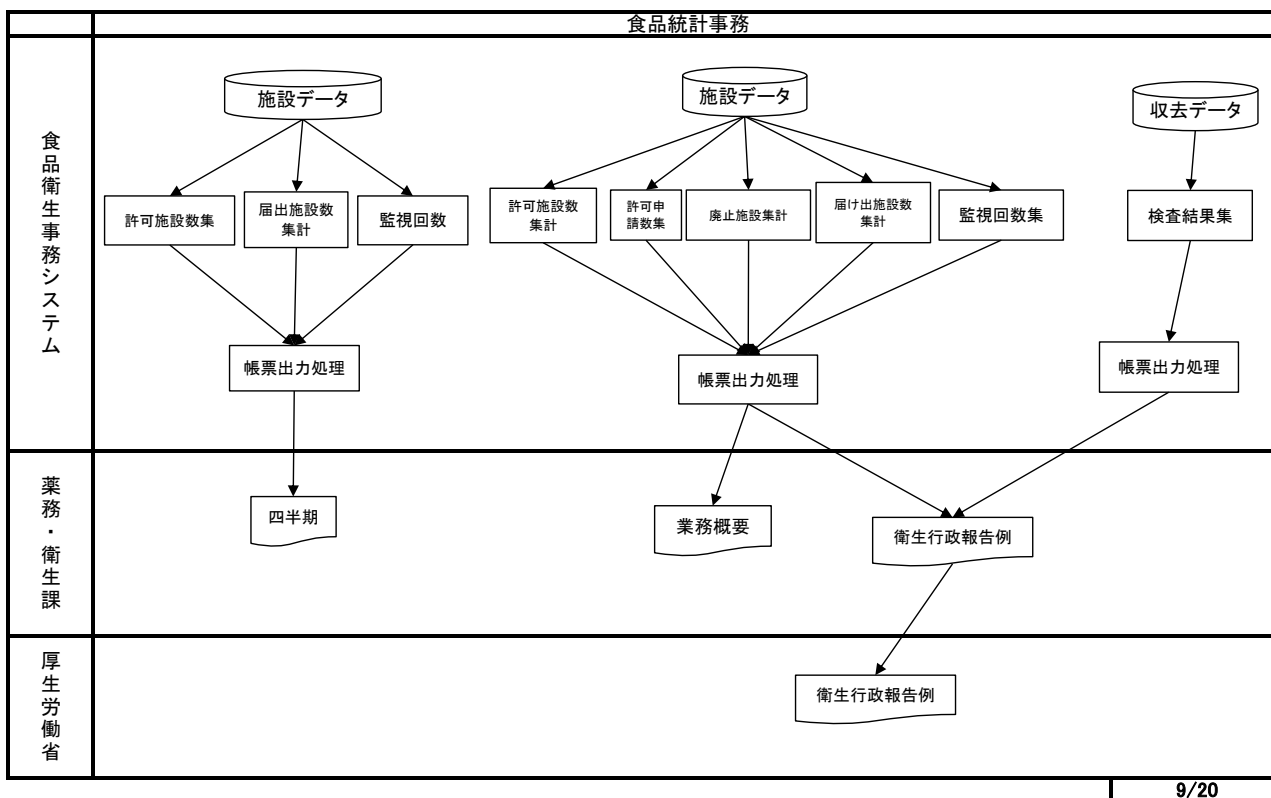 食品統計事務
食品衛生事務システム
施設データ
施設データ
収去データ
許可施設数集
届出施設数
集計
監視回数
許可施設数
集計
許可申
請数集
廃止施設集計
届け出施設数
集計
監視回数集
検査結果集
帳票出力処理
帳票出力処理
帳票出力処理
薬務・衛生課
四半期
業務概要
衛生行政報告例
厚生労働省
衛生行政報告例
9/20